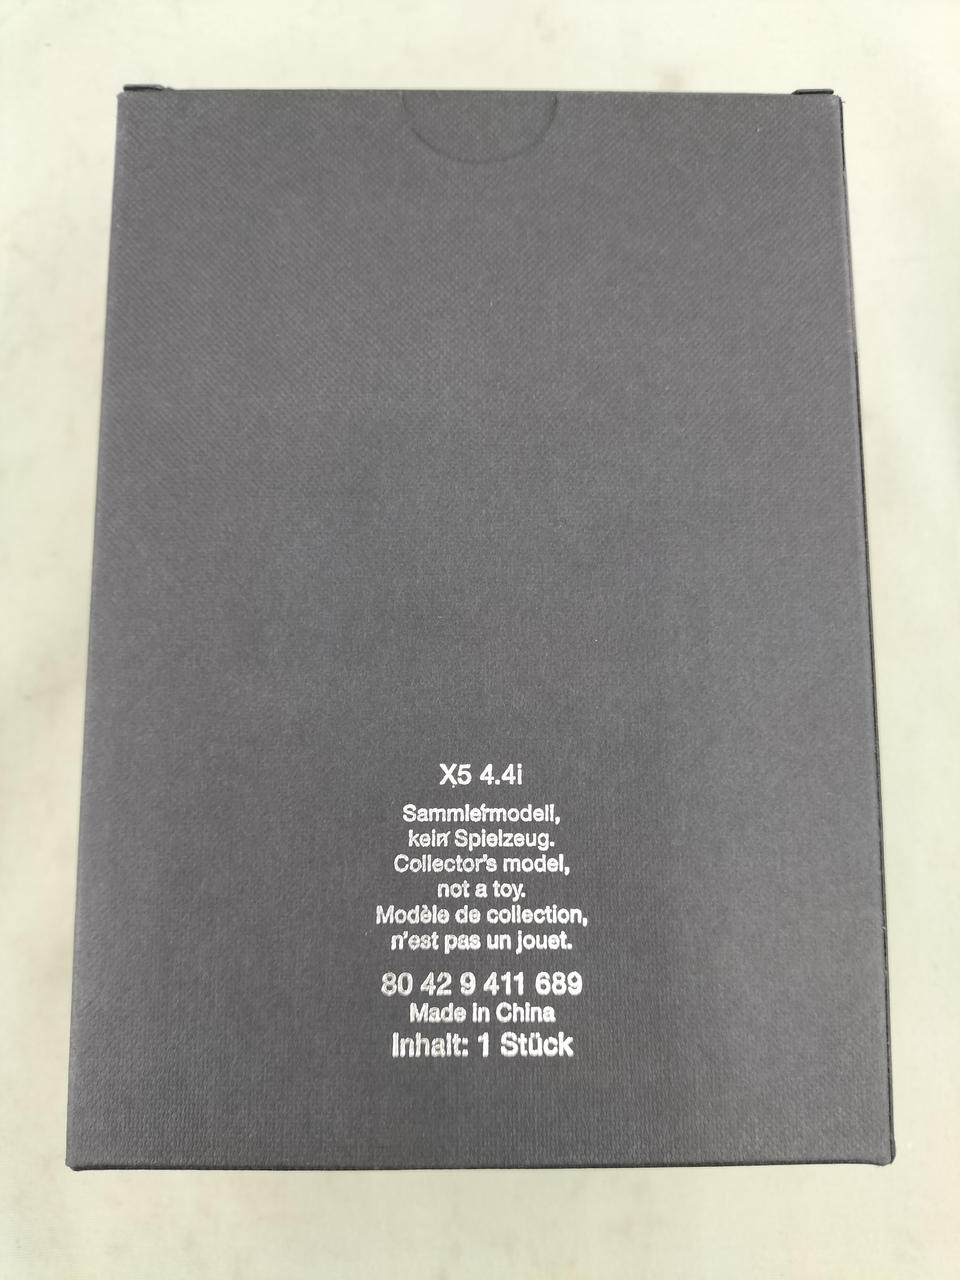 X5 4.4i
Sammlermodell,
kein Spielzeug.
Collector's model,
not a toy.
Modèle de collection,
n'est pas un jouet.
80 42 9 411 689
Made in China
Inhalt: 1 Stück